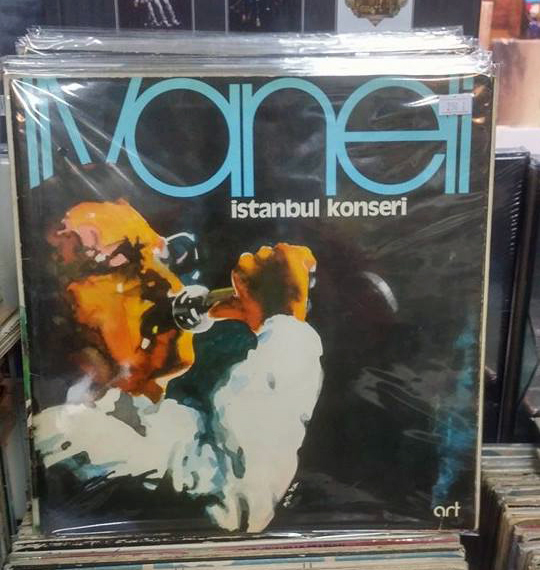 livaneli
istanbul konseri
art